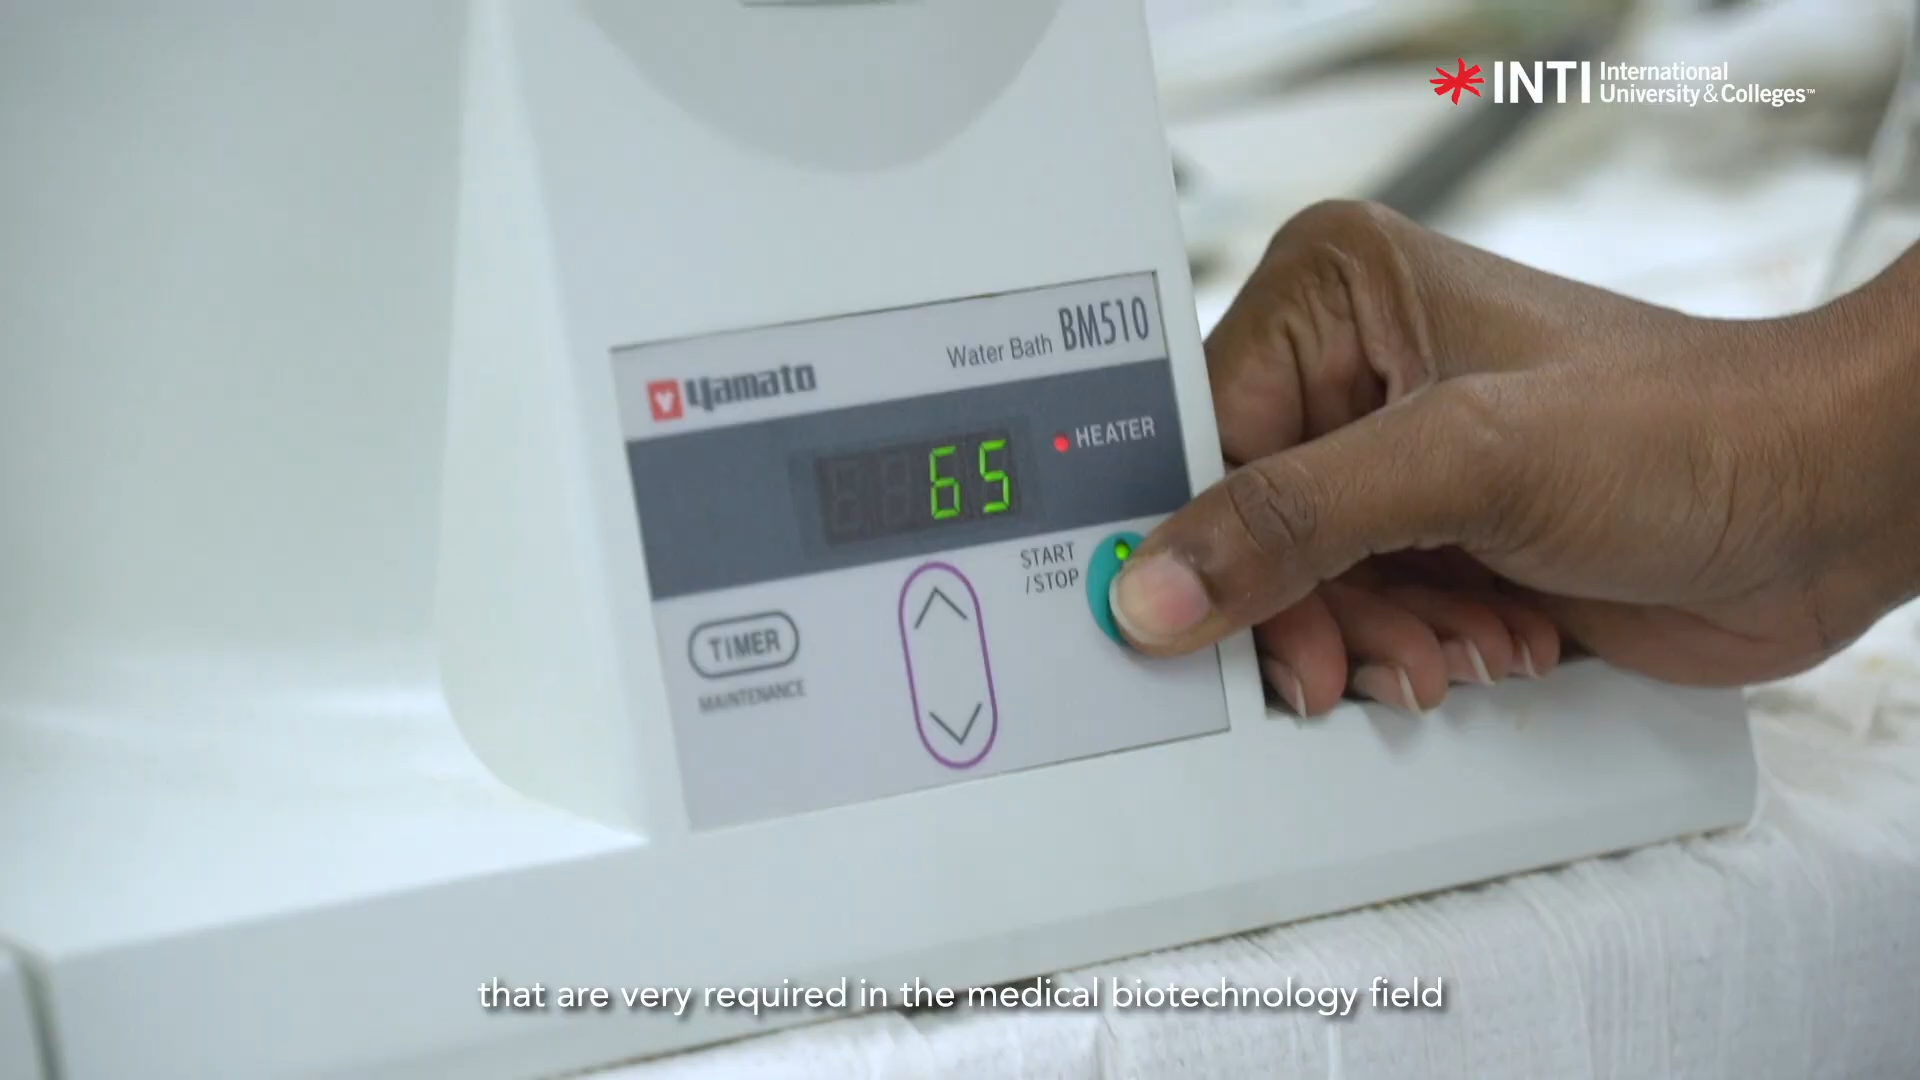 INTI International
University & Colleges™
Yamato
Water Bath BM510
65
HEATER
START
/STOP
TIMER
MAINTENANCE
that are very required in the medical biotechnology field